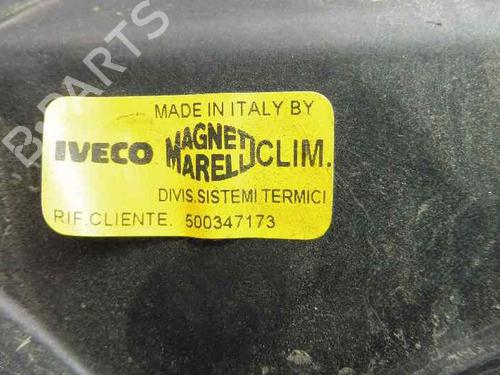 B-PARTS
MADE IN ITALY BY
IVECO MAGNETI MARELLI CLIM.
DIVIS.SISTEMI TERMICI
RIF.CLIENTE. 500347173